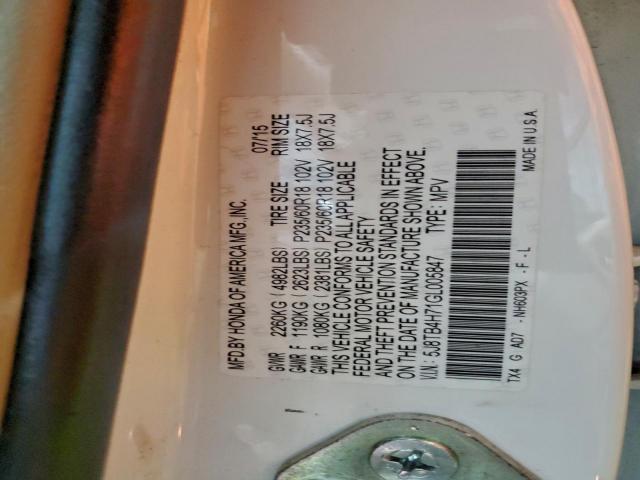 MFD.BY HONDA OF AMERICA MFG.,INC. 07/15
GVWR 2260KG (4982LBS) TIRE SIZE RIM SIZE
GAWR F 1190KG (2623LBS) P235/60R18 102V 18X7.5J
GAWR R 1080KG (2381LBS) P235/60R18 102V 18X7.5J
THIS VEHICLE CONFORMS TO ALL APPLICABLE
FEDERAL MOTOR VEHICLE SAFETY
AND THEFT PREVENTION STANDARDS IN EFFECT
ON THE DATE OF MANUFACTURE SHOWN ABOVE.
V.I.N.: 5J8TB4H71GL005847 TYPE: MPV
TX4 G A07 -NH603PX -F -L MADE IN U.S.A